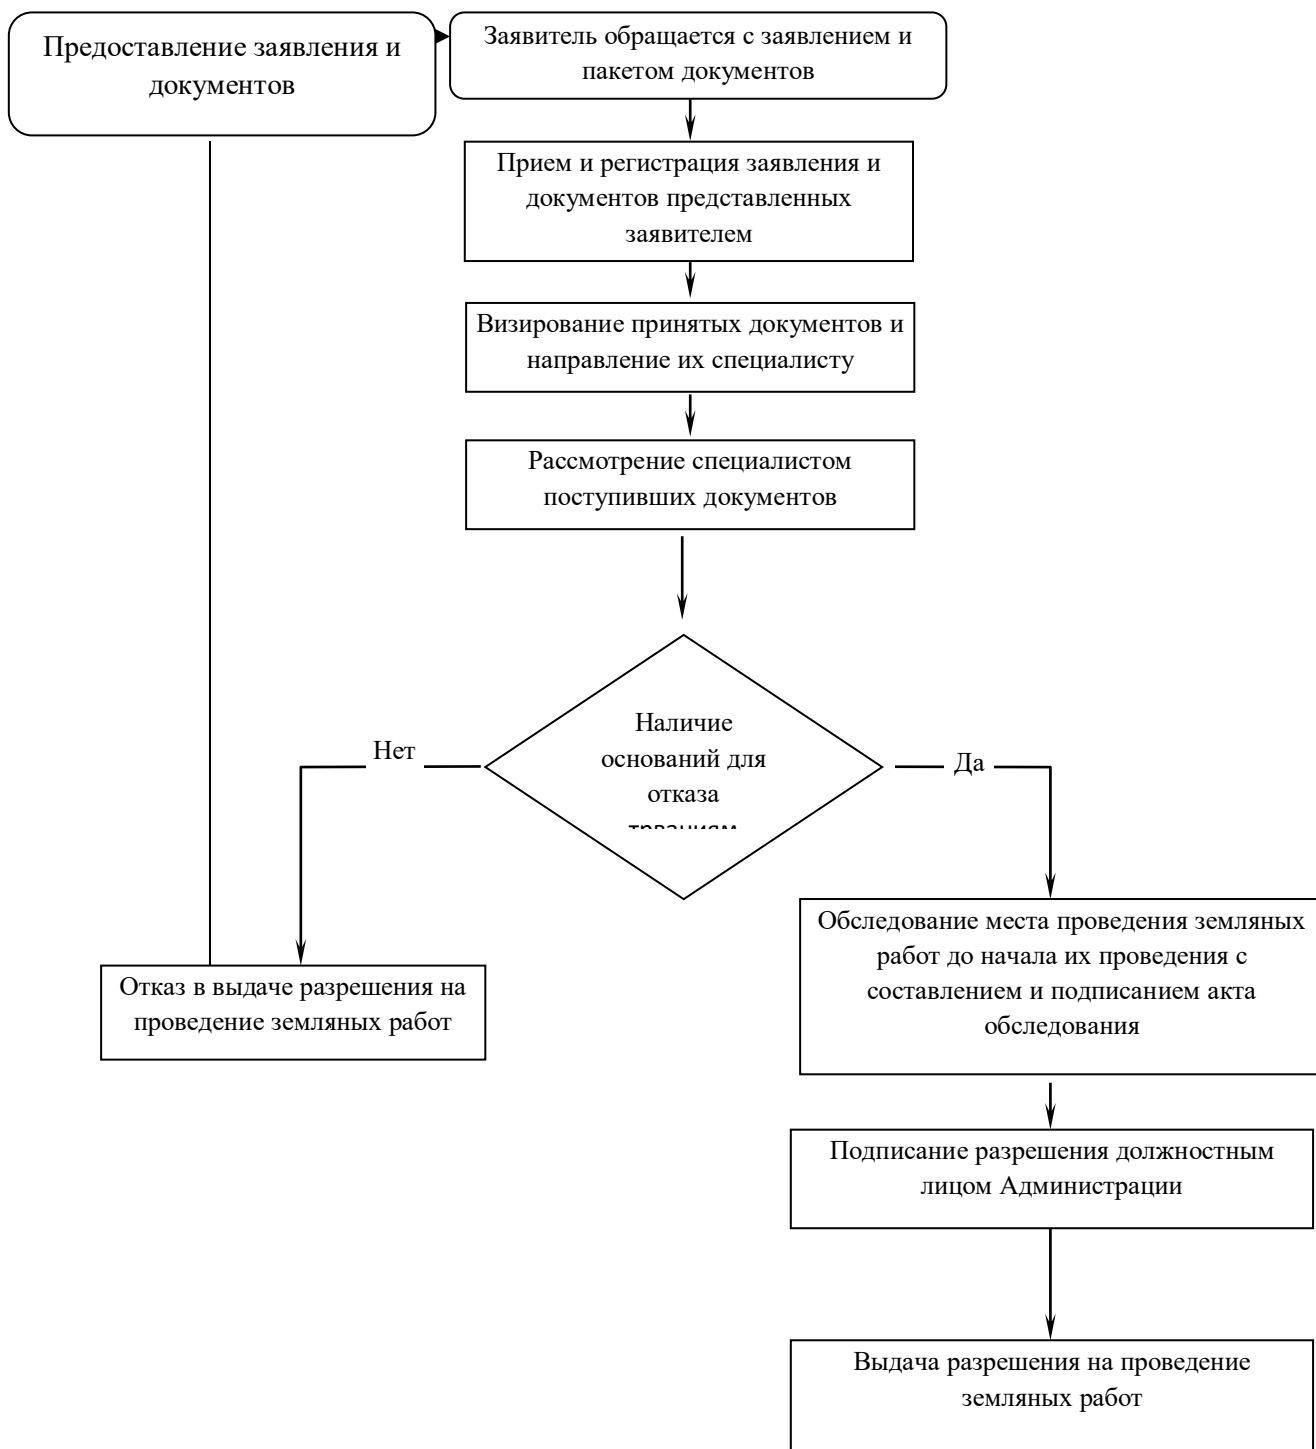 Предоставление заявления и
документов
Заявитель обращается с заявлением и
пакетом документов
Прием и регистрация заявления и
документов представленных
заявителем
Визирование принятых документов и
направление их специалисту
Рассмотрение специалистом
поступивших документов
Наличие
оснований для
отказа
Нет
Да
Отказ в выдаче разрешения на
проведение земляных работ
Обследование места проведения земляных
работ до начала их проведения с
составлением и подписанием акта
обследования
Подписание разрешения должностным
лицом Администрации
Выдача разрешения на проведение
земляных работ